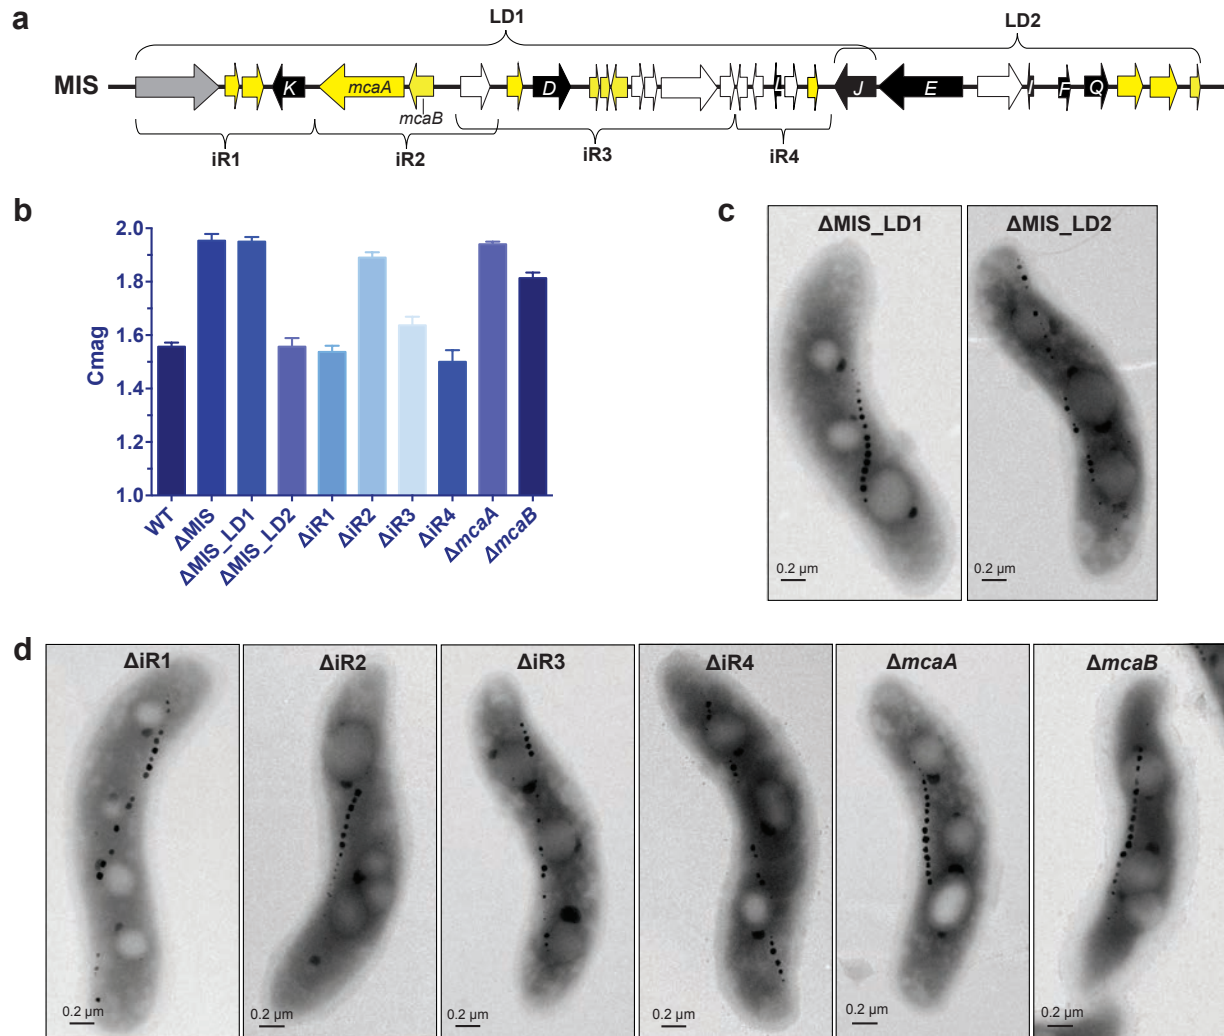 a
LD1
LD2
MIS
K
mcaA
mcaB
D
L
J
E
I
F
Q
iR1
iR2
iR3
iR4
b
Cmag
2.0
1.8
1.6
1.4
1.2
1.0
WT
ΔMIS
ΔMIS_LD1
ΔMIS_LD2
ΔiR1
ΔiR2
ΔiR3
ΔiR4
ΔmcaA
ΔmcaB
c
ΔMIS_LD1
0.2 µm
ΔMIS_LD2
0.2 µm
d
ΔiR1
0.2 µm
ΔiR2
0.2 µm
ΔiR3
0.2 µm
ΔiR4
0.2 µm
ΔmcaA
0.2 µm
ΔmcaB
0.2 µm